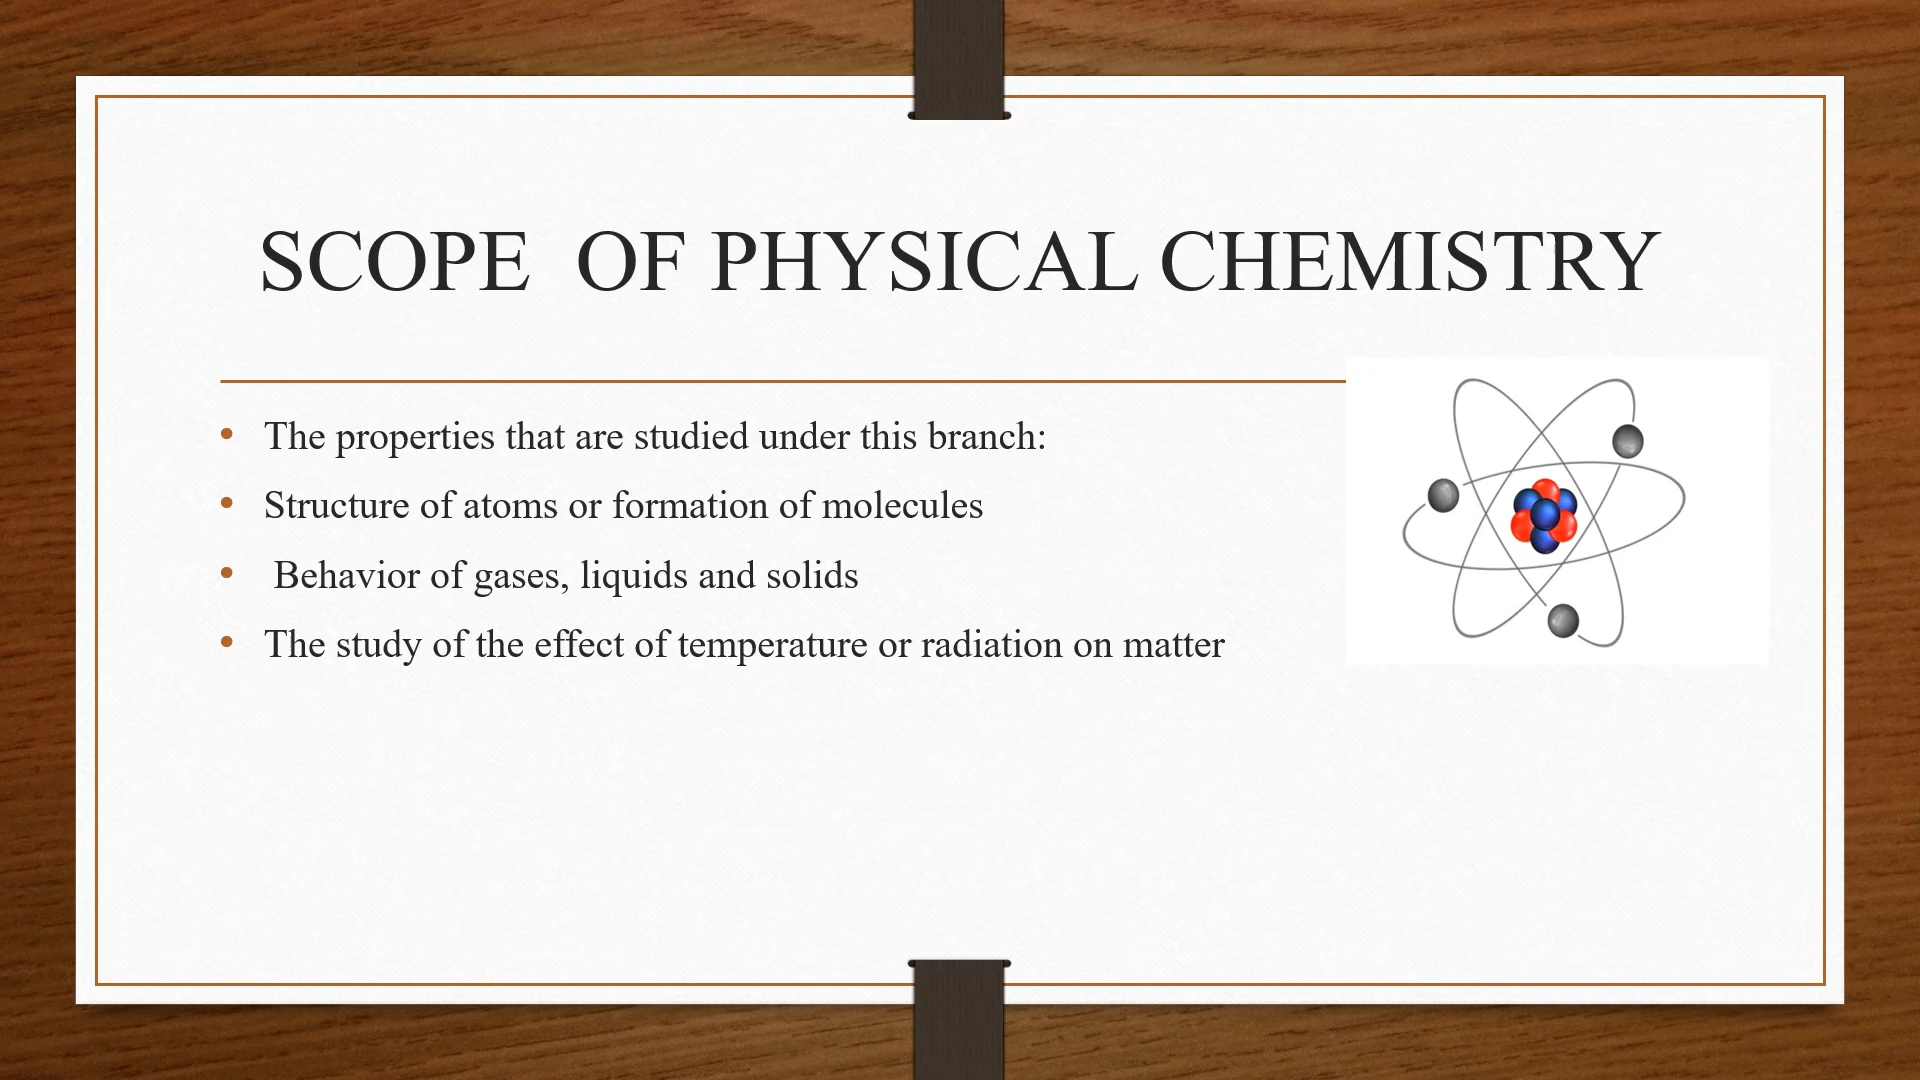 SCOPE  OF PHYSICAL CHEMISTRY
• The properties that are studied under this branch:
• Structure of atoms or formation of molecules
•  Behavior of gases, liquids and solids
• The study of the effect of temperature or radiation on matter